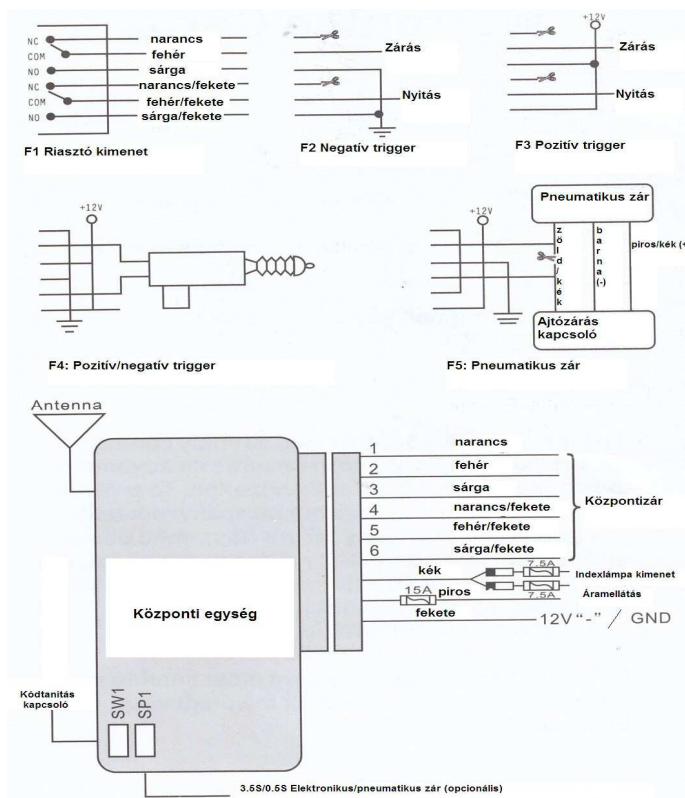 NC narancs
COM fehér
NO sárga
NC narancs/fekete
COM fehér/fekete
NO sárga/fekete
F1 Riasztó kimenet
Zárás
Nyitás
F2 Negatív trigger
+12V
Zárás
Nyitás
F3 Pozitív trigger
+12V
F4: Pozitív/negatív trigger
+12V
Pneumatikus zár
zöld/kék
barna(-)
piros/kék (+
Ajtózárás
kapcsoló
F5: Pneumatikus zár
Antenna
1 narancs
2 fehér
3 sárga
4 narancs/fekete
5 fehér/fekete
6 sárga/fekete
Központizár
kék
7.5A
Indexlámpa kimenet
15A piros
7.5A
Áramellátás
fekete
12V "-" / GND
Központi egység
Kódtanitás
kapcsoló
SW1
SP1
3.5S/0.5S Elektronikus/pneumatikus zár (opcionális)